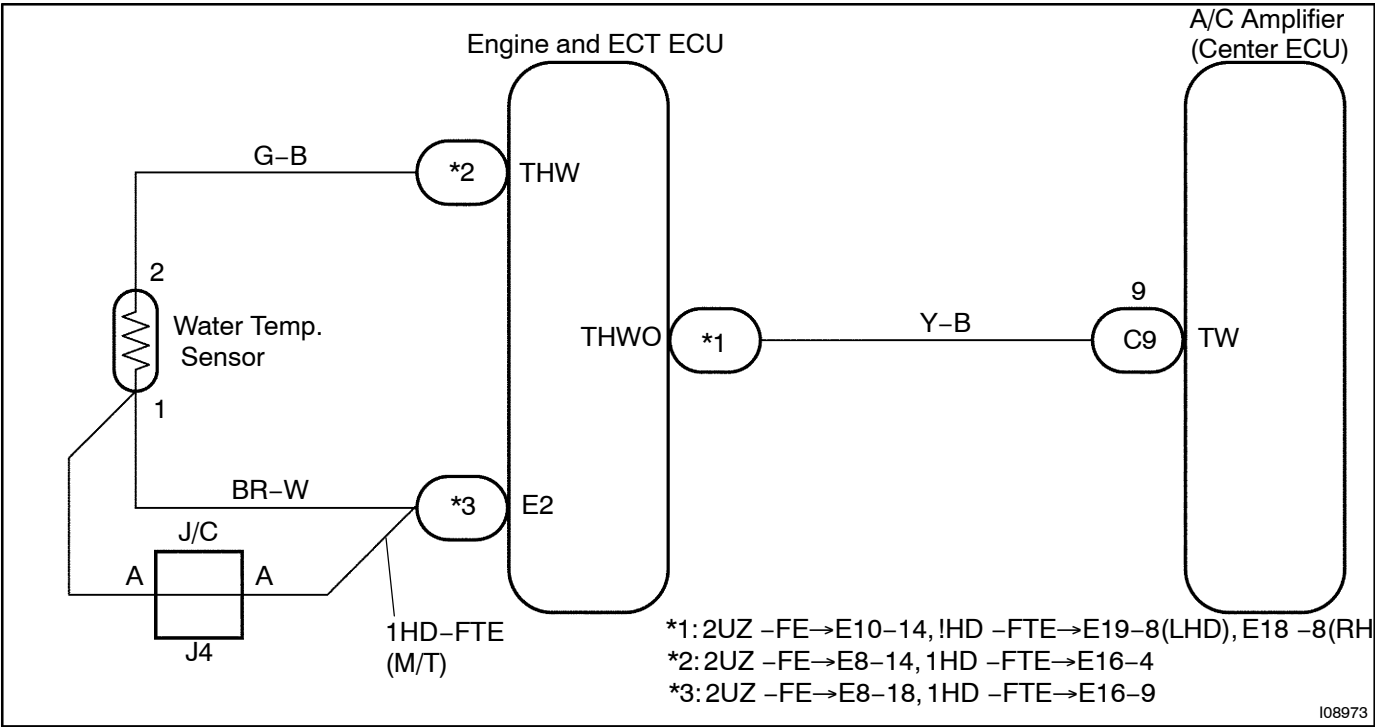 A/C Amplifier
(Center ECU)
Engine and ECT ECU
G–B
*2
THW
2
Water Temp.
Sensor
1
THWO
*1
Y–B
9
C9
TW
BR–W
*3
E2
J/C
A
A
J4
1HD–FTE
(M/T)
*1: 2UZ –FE→E10–14, !HD –FTE→E19–8(LHD), E18 –8(RH
*2: 2UZ –FE→E8–14, 1HD –FTE→E16–4
*3: 2UZ –FE→E8–18, 1HD –FTE→E16–9
I08973